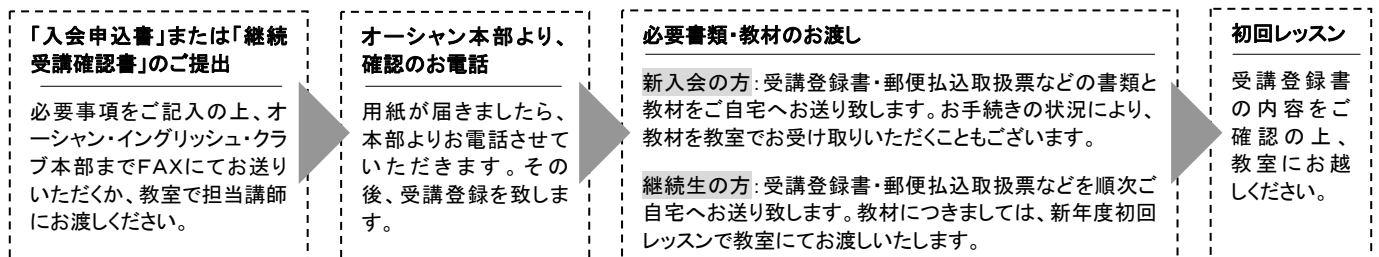 「入会申込書」または「継続
受講確認書」のご提出
必要事項をご記入の上、オ
ーシャン・イングリッシュ・クラ
ブ本部までFAXにてお送り
いただくか、教室で担当講師
にお渡しください。
オーシャン本部より、
確認のお電話
用紙が届きましたら、
本部よりお電話させて
いただきます。その
後、受講登録を致しま
す。
必要書類・教材のお渡し
新入会の方：受講登録書・郵便払込取扱票などの書類と
教材をご自宅へお送り致します。お手続きの状況により、
教材を教室でお受け取りいただくこともございます。
継続生の方：受講登録書・郵便払込取扱票などを順次ご
自宅へお送り致します。教材につきましては、新年度初回
レッスンで教室にてお渡しいたします。
初回レッスン
受講登録書
の内容をご
確認の上、
教室にお越
しください。